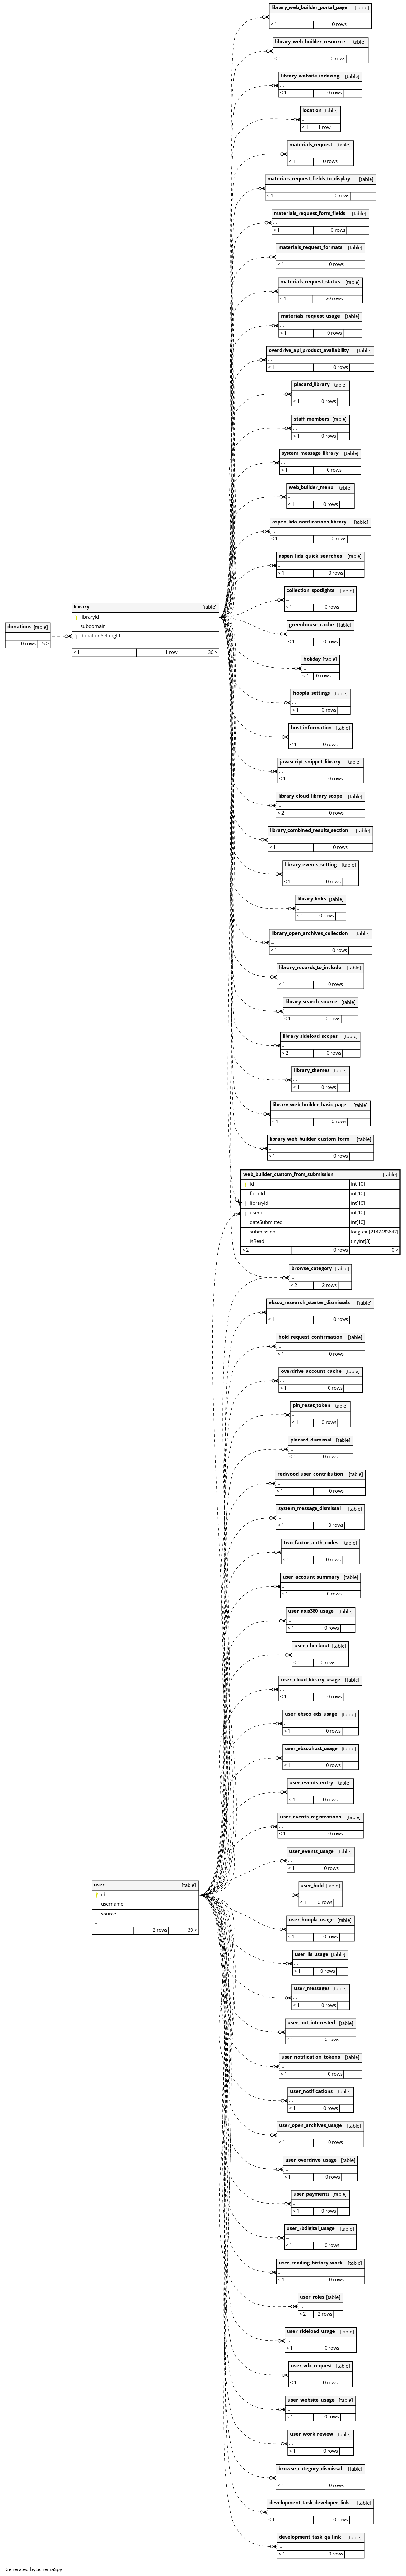 library_web_builder_portal_page [table]
...
< 1 0 rows
library_web_builder_resource [table]
...
< 1 0 rows
library_website_indexing [table]
...
< 1 0 rows
location [table]
...
< 1 1 row
materials_request [table]
...
< 1 0 rows
materials_request_fields_to_display [table]
...
< 1 0 rows
materials_request_form_fields [table]
...
< 1 0 rows
materials_request_formats [table]
...
< 1 0 rows
materials_request_status [table]
...
< 1 20 rows
materials_request_usage [table]
...
< 1 0 rows
overdrive_api_product_availability [table]
...
< 1 0 rows
placard_library [table]
...
< 1 0 rows
staff_members [table]
...
< 1 0 rows
system_message_library [table]
...
< 1 0 rows
web_builder_menu [table]
...
< 1 0 rows
aspen_lida_notifications_library [table]
...
< 1 0 rows
aspen_lida_quick_searches [table]
...
< 1 0 rows
collection_spotlights [table]
...
< 1 0 rows
greenhouse_cache [table]
...
< 1 0 rows
holiday [table]
...
< 1 0 rows
hoopla_settings [table]
...
< 1 0 rows
host_information [table]
...
< 1 0 rows
javascript_snippet_library [table]
...
< 1 0 rows
library_cloud_library_scope [table]
...
< 2 0 rows
library_combined_results_section [table]
...
< 1 0 rows
library_events_setting [table]
...
< 1 0 rows
library_links [table]
...
< 1 0 rows
library_open_archives_collection [table]
...
< 1 0 rows
library_records_to_include [table]
...
< 1 0 rows
library_search_source [table]
...
< 1 0 rows
library_sideload_scopes [table]
...
< 2 0 rows
library_themes [table]
...
< 1 0 rows
library_web_builder_basic_page [table]
...
< 1 0 rows
library_web_builder_custom_form [table]
...
< 1 0 rows
donations [table]
...
0 rows 5 >
library [table]
libraryId
subdomain
donationSettingId
...
< 1 1 row 36 >
web_builder_custom_from_submission [table]
id int[10]
formId int[10]
libraryId int[10]
userId int[10]
dateSubmitted int[10]
submission longtext[2147483647]
isRead tinyint[3]
< 2 0 rows 0 >
browse_category [table]
...
< 2 2 rows
ebsco_research_starter_dismissals [table]
...
< 1 0 rows
hold_request_confirmation [table]
...
< 1 0 rows
overdrive_account_cache [table]
...
< 1 0 rows
pin_reset_token [table]
...
< 1 0 rows
placard_dismissal [table]
...
< 1 0 rows
redwood_user_contribution [table]
...
< 1 0 rows
system_message_dismissal [table]
...
< 1 0 rows
two_factor_auth_codes [table]
...
< 1 0 rows
user_account_summary [table]
...
< 1 0 rows
user_axis360_usage [table]
...
< 1 0 rows
user_checkout [table]
...
< 1 0 rows
user_cloud_library_usage [table]
...
< 1 0 rows
user_ebsco_eds_usage [table]
...
< 1 0 rows
user_ebscohost_usage [table]
...
< 1 0 rows
user_events_entry [table]
...
< 1 0 rows
user_events_registrations [table]
...
< 1 0 rows
user_events_usage [table]
...
< 1 0 rows
user [table]
id
username
source
...
2 rows 39 >
user_hold [table]
...
< 1 0 rows
user_hoopla_usage [table]
...
< 1 0 rows
user_ils_usage [table]
...
< 1 0 rows
user_messages [table]
...
< 1 0 rows
user_not_interested [table]
...
< 1 0 rows
user_notification_tokens [table]
...
< 1 0 rows
user_notifications [table]
...
< 1 0 rows
user_open_archives_usage [table]
...
< 1 0 rows
user_overdrive_usage [table]
...
< 1 0 rows
user_payments [table]
...
< 1 0 rows
user_rbdigital_usage [table]
...
< 1 0 rows
user_reading_history_work [table]
...
< 1 0 rows
user_roles [table]
...
< 2 2 rows
user_sideload_usage [table]
...
< 1 0 rows
user_vdx_request [table]
...
< 1 0 rows
user_website_usage [table]
...
< 1 0 rows
user_work_review [table]
...
< 1 0 rows
browse_category_dismissal [table]
...
< 1 0 rows
development_task_developer_link [table]
...
< 1 0 rows
development_task_qa_link [table]
...
< 1 0 rows
Generated by SchemaSpy